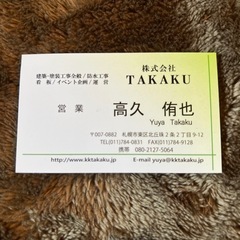 株式会社
建築・塗装工事全般/防水工事
看板/イベント企画/運営
TAKAKU
営業
高久 侑也
Yuya Takaku
〒007-0882 札幌市東区北丘珠2条2丁目9-12
TEL(011)784-0831 FAX(011)784-9128
携帯 080-2127-5064
http://www.kktakaku.jp
E-mail yuya@kktakaku.jp